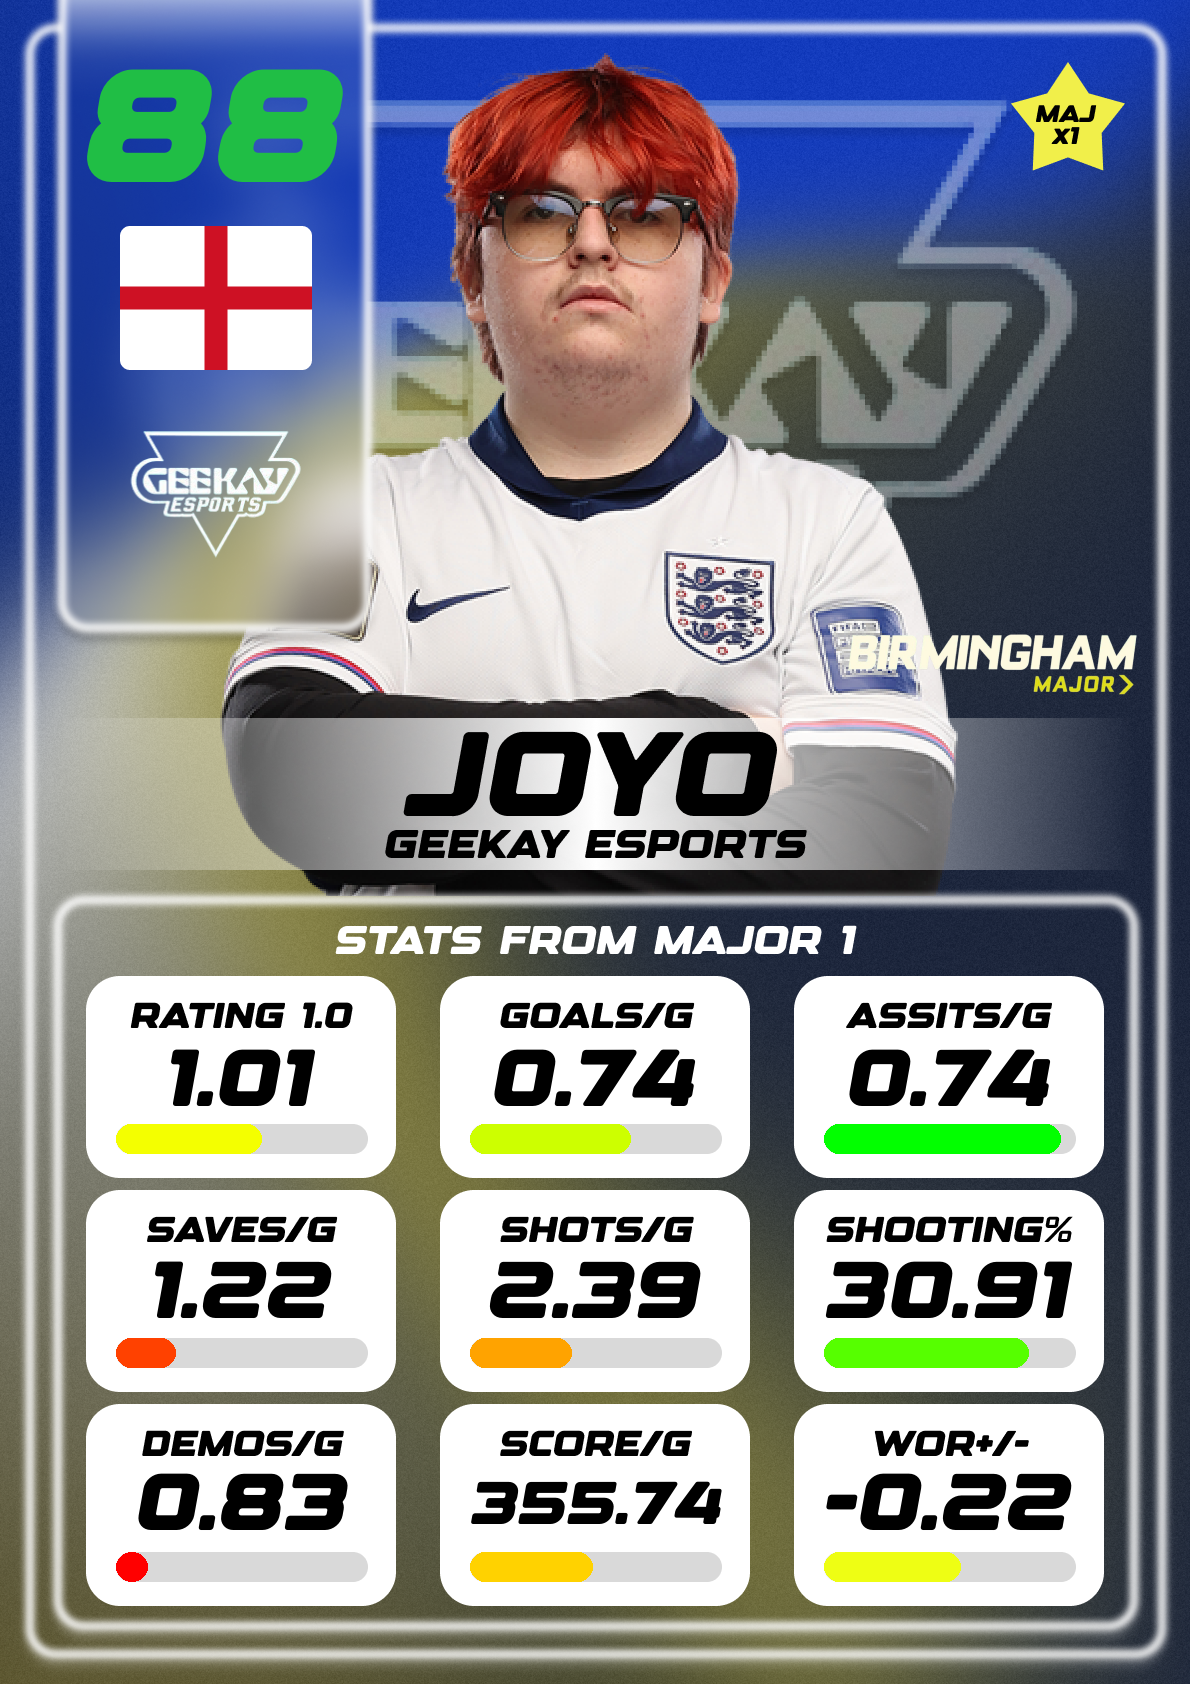 88
MAJ
x1
GEEKAY
ESPORTS
BIRMINGHAM
MAJOR
JOYO
GEEKAY ESPORTS
STATS FROM MAJOR 1
RATING 1.0
1.01
GOALS/G
0.74
ASSITS/G
0.74
SAVES/G
1.22
SHOTS/G
2.39
SHOOTING%
30.91
DEMOS/G
0.83
SCORE/G
355.74
WOR+/-
-0.22